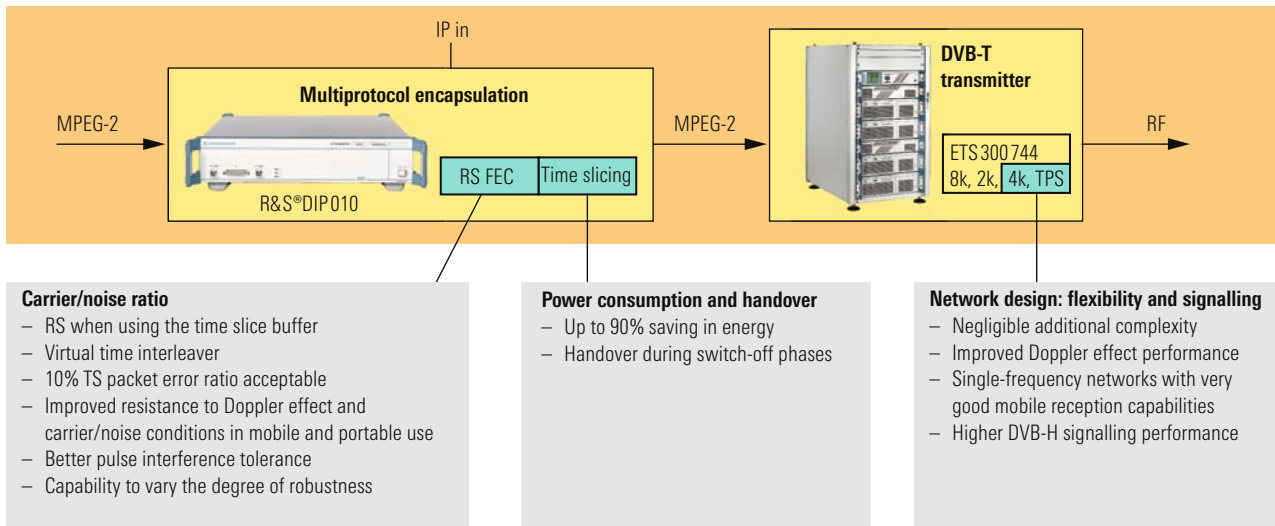 IP in
MPEG-2
Multiprotocol encapsulation
R&S®DIP010
RS FEC
Time slicing
MPEG-2
DVB-T
transmitter
ETS300744
8k, 2k, 4k, TPS
RF
Carrier/noise ratio
– RS when using the time slice buffer
– Virtual time interleaver
– 10% TS packet error ratio acceptable
– Improved resistance to Doppler effect and
carrier/noise conditions in mobile and portable use
– Better pulse interference tolerance
– Capability to vary the degree of robustness
Power consumption and handover
– Up to 90% saving in energy
– Handover during switch-off phases
Network design: flexibility and signalling
– Negligible additional complexity
– Improved Doppler effect performance
– Single-frequency networks with very
good mobile reception capabilities
– Higher DVB-H signalling performance